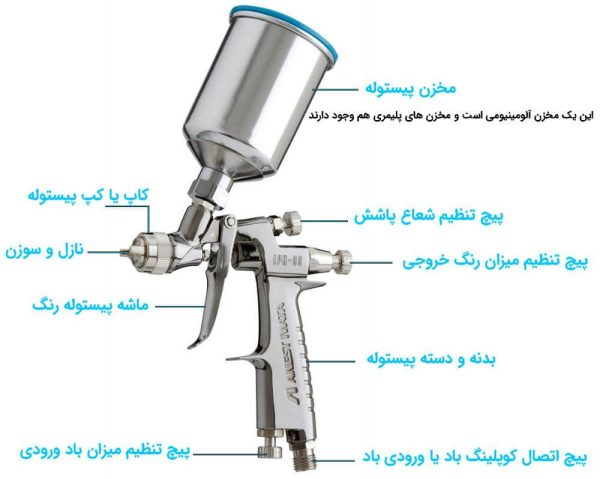 مخزن پیستوله
این یک مخزن آلومینیومی است و مخزن های پلیمری هم وجود دارند
کاپ یا کپ پیستوله
پیچ تنظیم شعاع پاشش
نازل و سوزن
پیچ تنظیم میزان رنگ خروجی
ماشه پیستوله رنگ
ANEST IWATA
بدنه و دسته پیستوله
پیچ تنظیم میزان باد ورودی
پیچ اتصال کوپلینگ باد یا ورودی باد